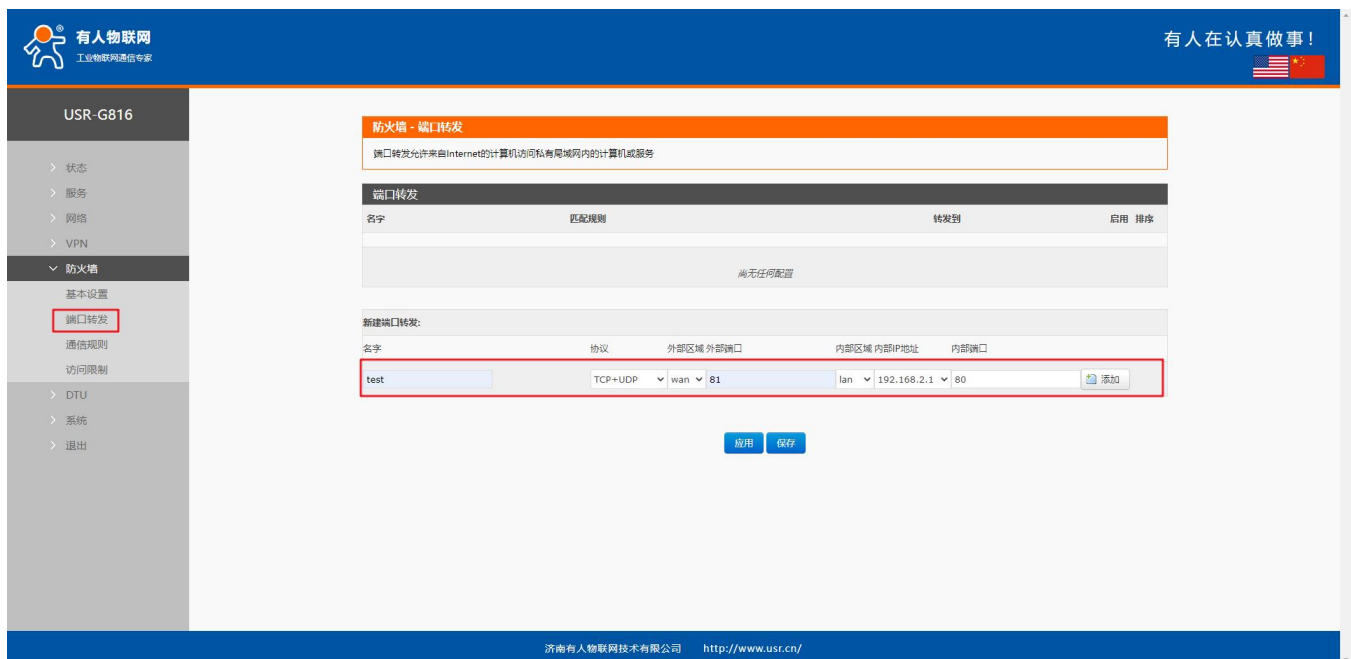 有人物联网
工业物联网通信专家
有人在认真做事!
USR-G816
状态
服务
网络
VPN
防火墙
基本设置
端口转发
通信规则
访问限制
DTU
系统
退出
防火墙 - 端口转发
端口转发允许来自Internet的计算机访问私有局域网内的计算机或服务
端口转发
名字 匹配规则 转发到 启用 排序
尚无任何配置
新建端口转发:
名字 协议 外部区域 外部端口 内部区域 内部IP地址 内部端口
test TCP+UDP wan 81 lan 192.168.2.1 80 添加
应用 保存
济南有人物联网技术有限公司 http://www.usr.cn/